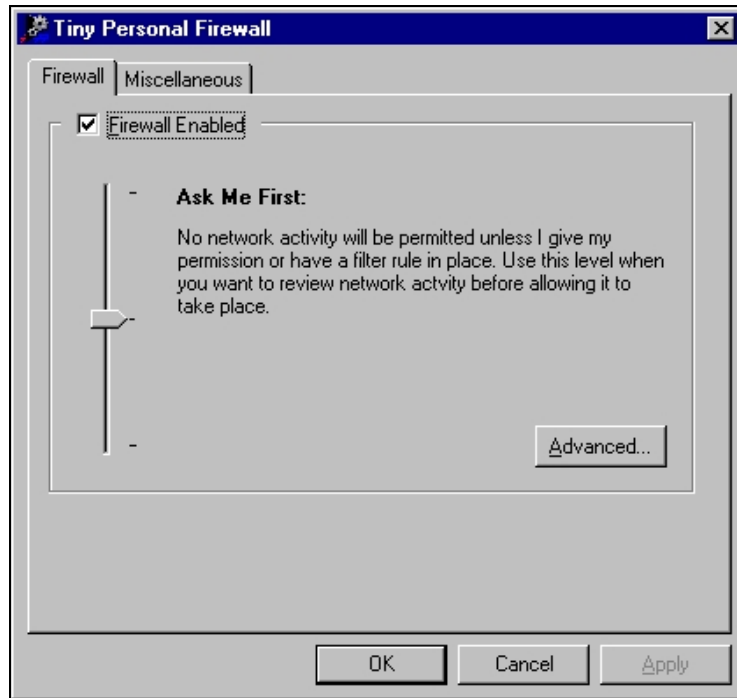 Tiny Personal Firewall
Firewall
Miscellaneous
Firewall Enabled
Ask Me First:
No network activity will be permitted unless I give my
permission or have a filter rule in place. Use this level when
you want to review network actvity before allowing it to
take place.
Advanced...
OK
Cancel
Apply